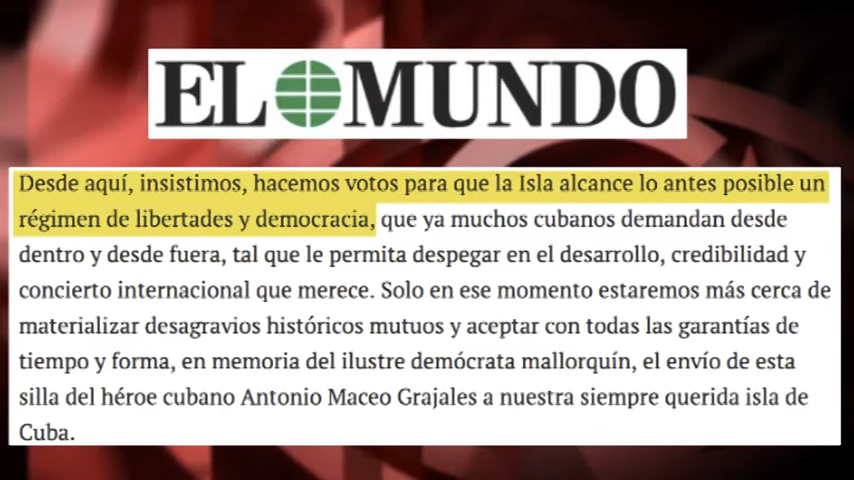 EL MUNDO
Desde aquí, insistimos, hacemos votos para que la Isla alcance lo antes posible un
régimen de libertades y democracia, que ya muchos cubanos demandan desde
dentro y desde fuera, tal que le permita despegar en el desarrollo, credibilidad y
concierto internacional que merece. Solo en ese momento estaremos más cerca de
materializar desagravios históricos mutuos y aceptar con todas las garantías de
tiempo y forma, en memoria del ilustre demócrata mallorquín, el envío de esta
silla del héroe cubano Antonio Maceo Grajales a nuestra siempre querida isla de
Cuba.